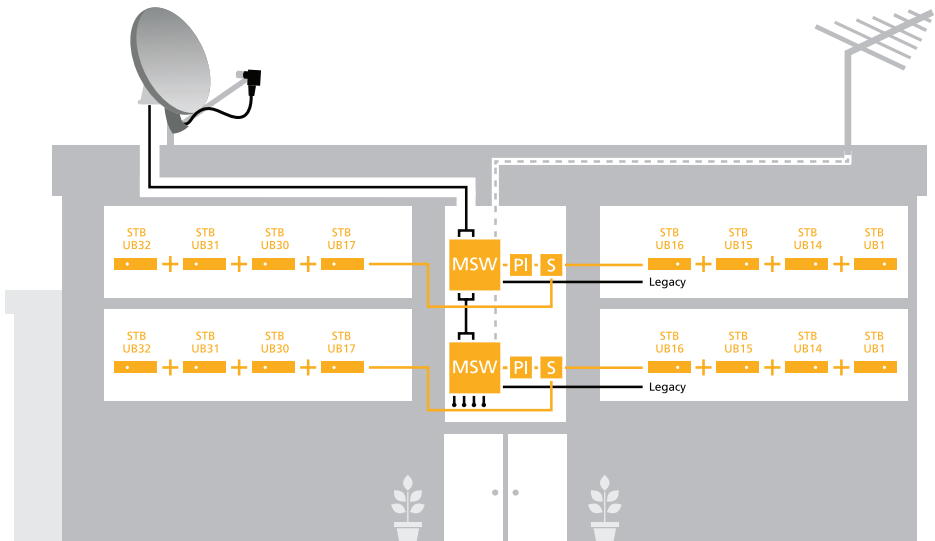 STB
UB32
STB
UB31
STB
UB30
STB
UB17
MSW
PI
S
STB
UB16
STB
UB15
STB
UB14
STB
UB1
Legacy
STB
UB32
STB
UB31
STB
UB30
STB
UB17
MSW
PI
S
STB
UB16
STB
UB15
STB
UB14
STB
UB1
Legacy